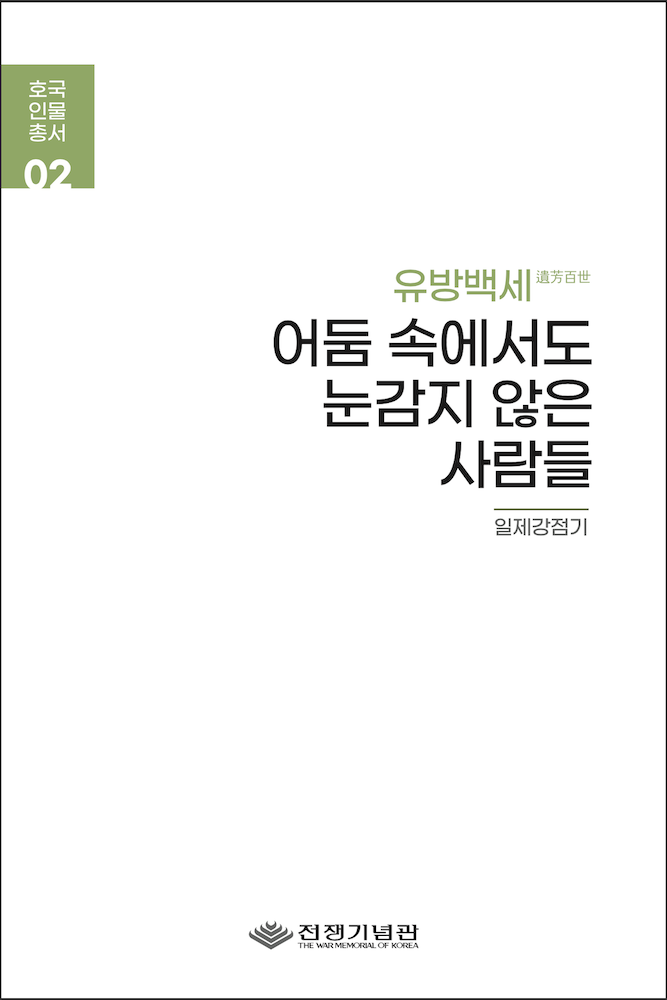 호국
인물
총서
02
유방백세 遺芳百世
어둠 속에서도
눈감지 않은
사람들
일제강점기
전쟁기념관
THE WAR MEMORIAL OF KOREA